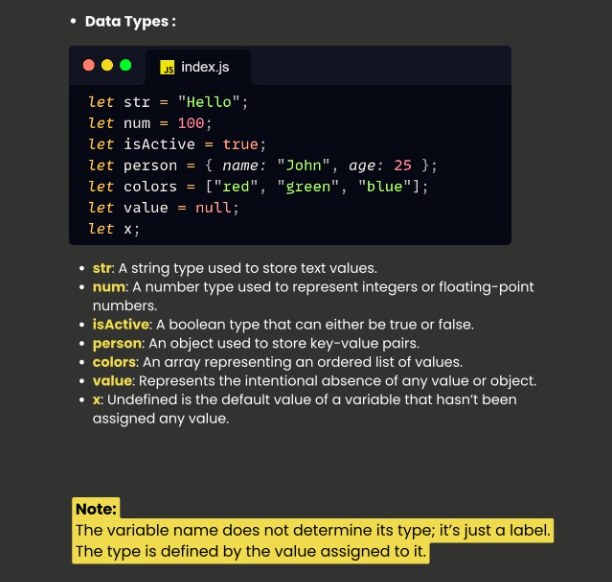 • Data Types :
JS index.js
let str = "Hello";
let num = 100;
let isActive = true;
let person = { name: "John", age: 25 };
let colors = ["red", "green", "blue"];
let value = null;
let x;
• str: A string type used to store text values.
• num: A number type used to represent integers or floating-point
numbers.
• isActive: A boolean type that can either be true or false.
• person: An object used to store key-value pairs.
• colors: An array representing an ordered list of values.
• value: Represents the intentional absence of any value or object.
• x: Undefined is the default value of a variable that hasn’t been
assigned any value.
Note:
The variable name does not determine its type; it’s just a label.
The type is defined by the value assigned to it.